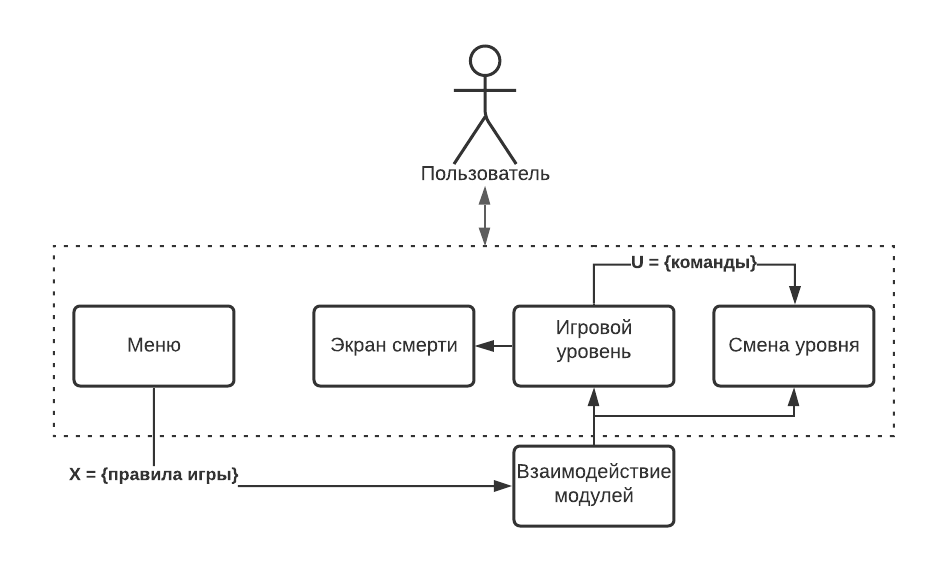 Пользователь
U = {команды}
Меню
Экран смерти
Игровой
уровень
Смена уровня
X = {правила игры}
Взаимодействие
модулей